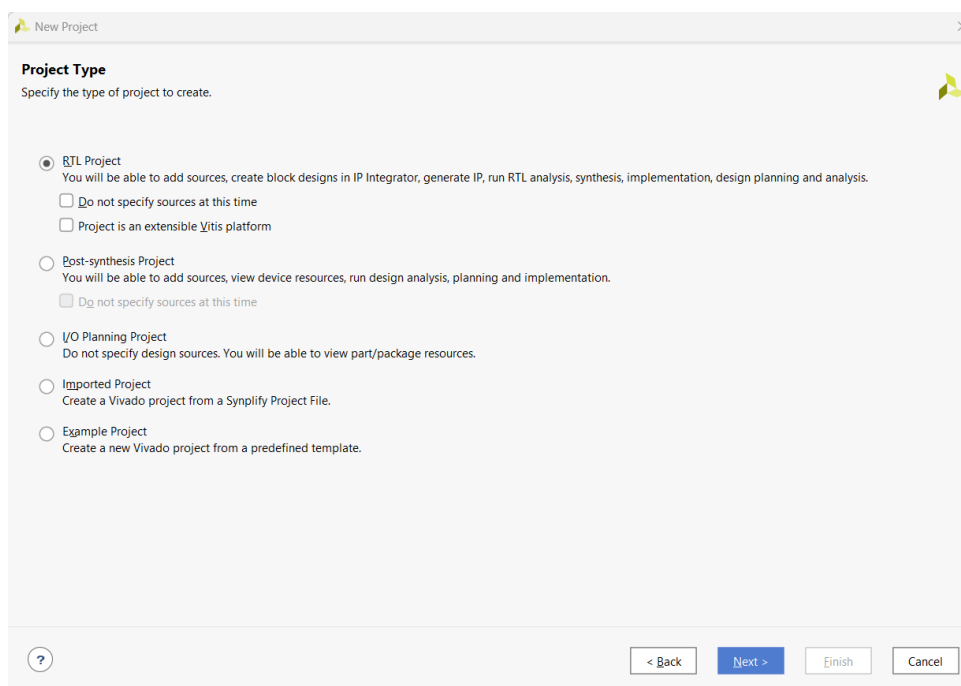 New Project
Project Type
Specify the type of project to create.
RTL Project
You will be able to add sources, create block designs in IP Integrator, generate IP, run RTL analysis, synthesis, implementation, design planning and analysis.
Do not specify sources at this time
Project is an extensible Vitis platform
Post-synthesis Project
You will be able to add sources, view device resources, run design analysis, planning and implementation.
Do not specify sources at this time
I/O Planning Project
Do not specify design sources. You will be able to view part/package resources.
Imported Project
Create a Vivado project from a Synplify Project File.
Example Project
Create a new Vivado project from a predefined template.
?
< Back
Next >
Finish
Cancel